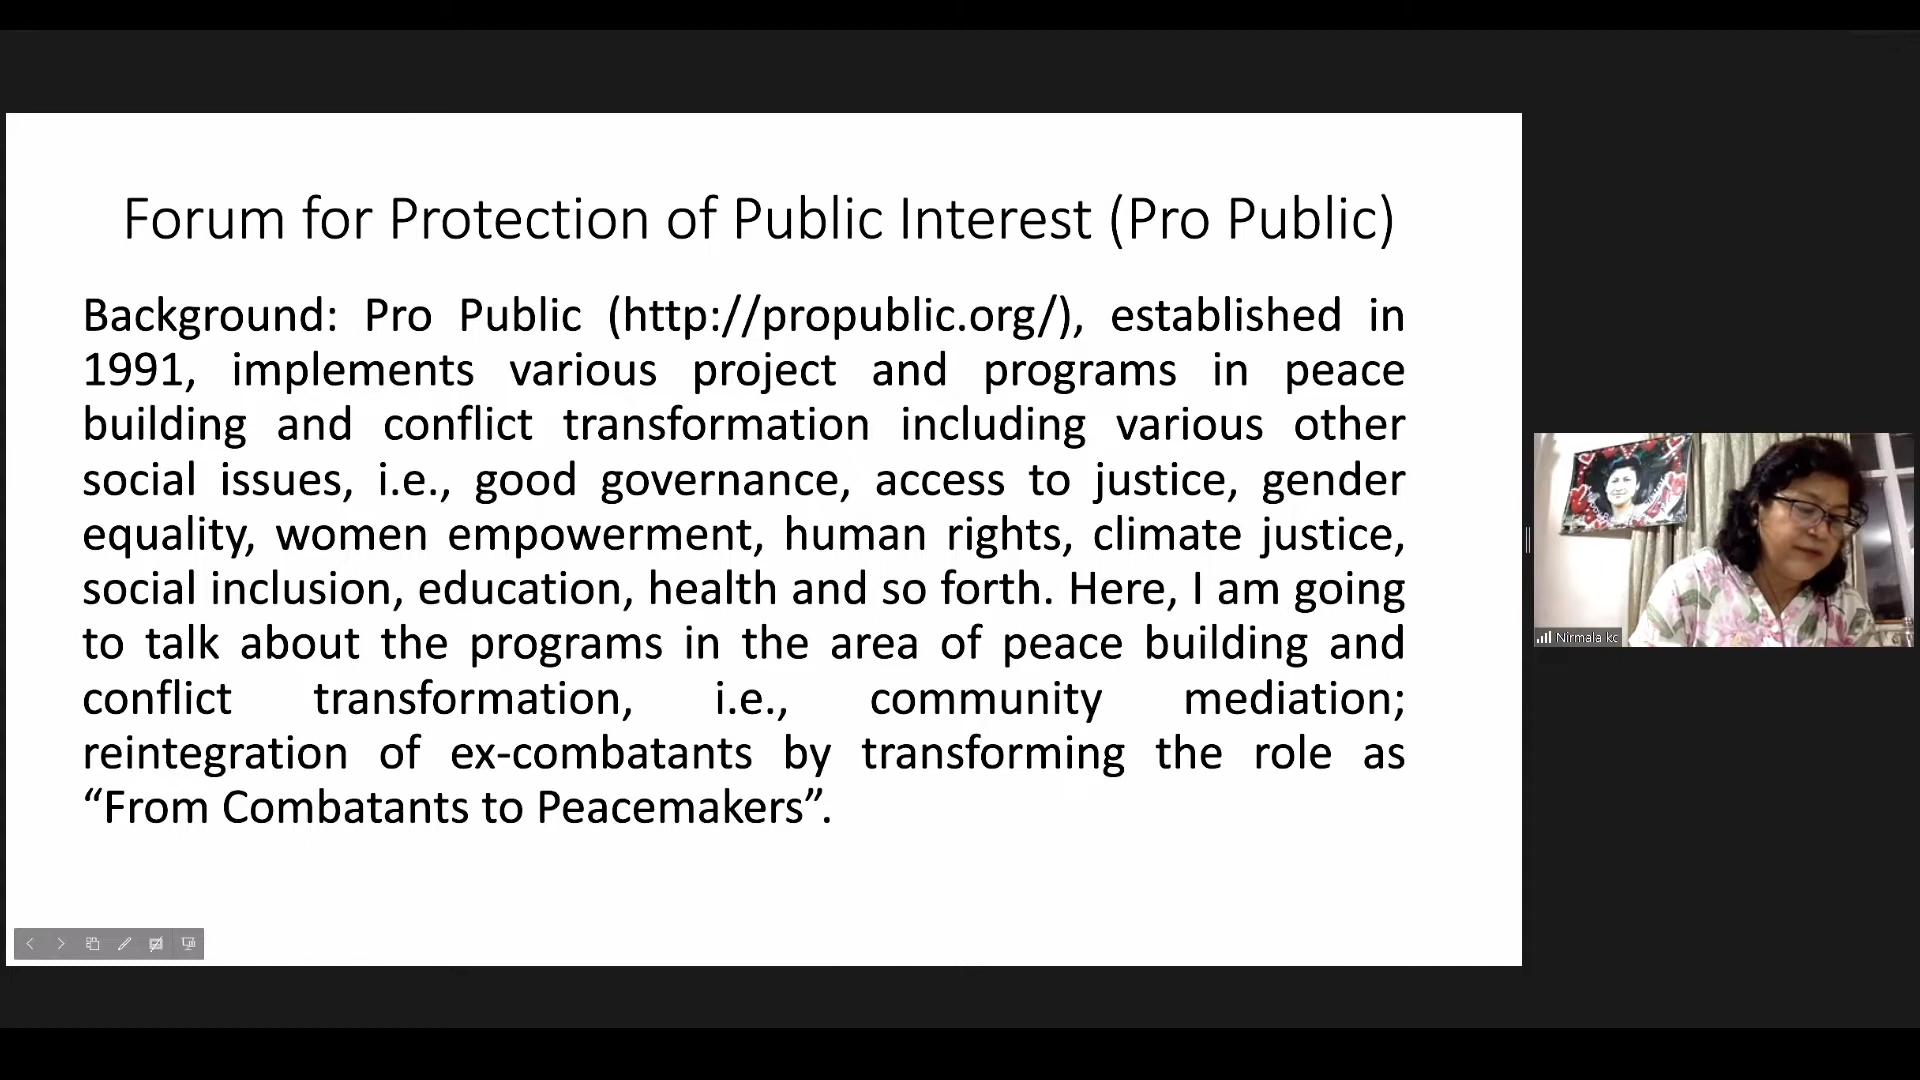 Forum for Protection of Public Interest (Pro Public)
Background: Pro Public (http://propublic.org/), established in
1991, implements various project and programs in peace
building and conflict transformation including various other
social issues, i.e., good governance, access to justice, gender
equality, women empowerment, human rights, climate justice,
social inclusion, education, health and so forth. Here, I am going
to talk about the programs in the area of peace building and
conflict transformation, i.e., community mediation;
reintegration of ex-combatants by transforming the role as
“From Combatants to Peacemakers”.
Nirmala kc